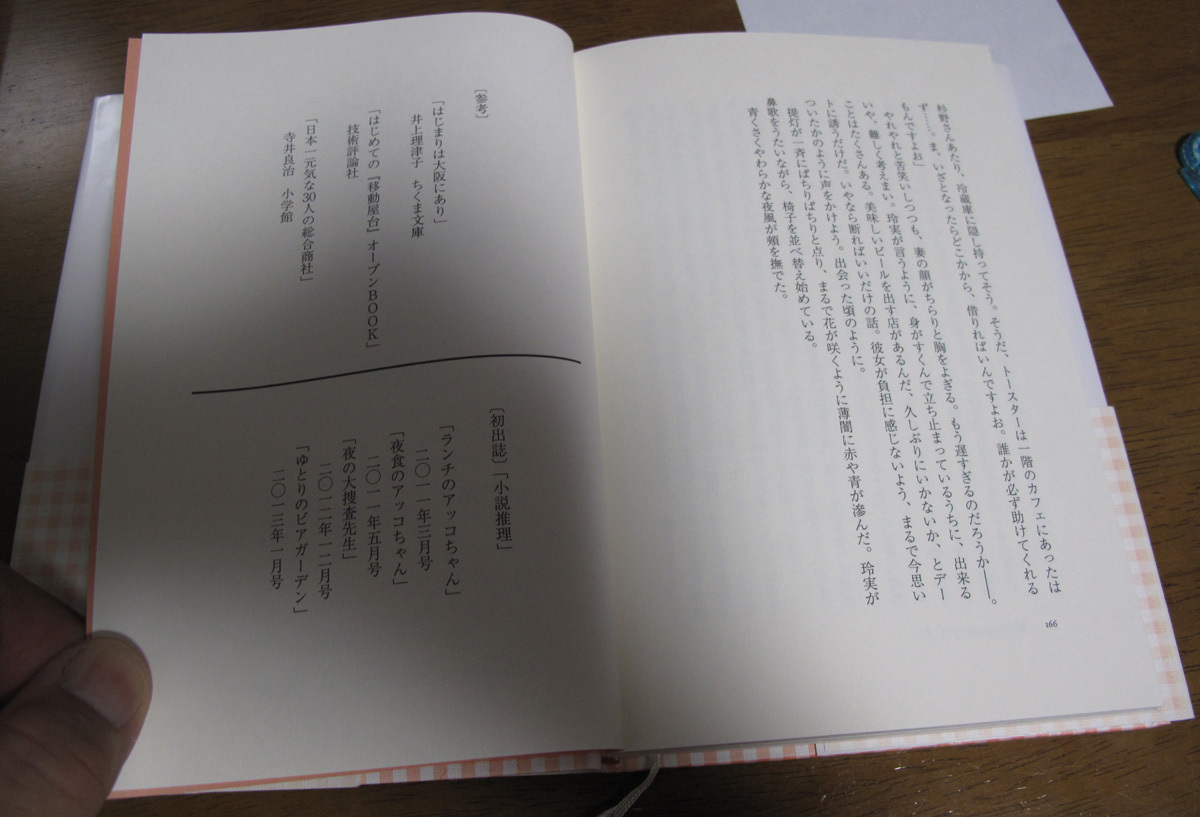 杉野さんあたり、冷蔵庫に隠し持ってそう。そうだ、トースターは一階のカフェにあったは
ず……。ま、いざとなったらどこかから、借りればいいんですよお。誰かが必ず助けてくれる
もんですよお」
やれやれと苦笑いしつつも、妻の顔がちらりと胸をよぎる。もう遅すぎるのだろうか――。
いや、難しく考えまい。玲実が言うように、身がすくんで立ち止まっているうちに、出来る
ことはたくさんある。美味しいビールを出す店があるんだ、久しぶりにいかないか、とデー
トに誘うだけだ。いやなら断ればいいだけの話。彼女が負担に感じないよう、まるで今思い
ついたかのように声をかけよう。出会った頃のように。
提灯が一斉にぱちりぱちりと点り、まるで花が咲くように薄闇に赤や青が滲んだ。玲実が
鼻歌をうたいながら、椅子を並べ替え始めている。
青くさくやわらかな夜風が頰を撫でた。
166
〔参考〕
「はじまりは大阪にあり」
井上理津子 ちくま文庫
「はじめての『移動屋台』オープンBOOK」
技術評論社
「日本一元気な30人の総合商社」
寺井良治 小学館
〔初出誌〕「小説推理」
「ランチのアッコちゃん」
二〇一一年三月号
「夜食のアッコちゃん」
二〇一一年五月号
「夜の大捜査先生」
二〇一二年一二月号
「ゆとりのビアガーデン」
二〇一三年一月号